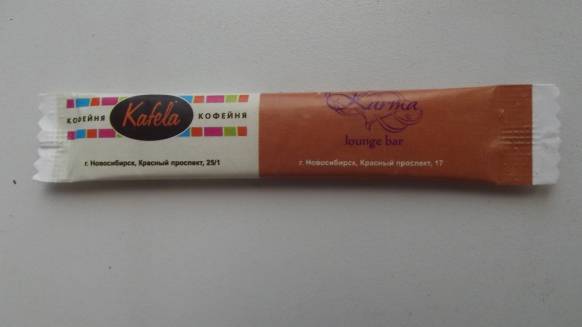 КОФЕЙНЯ Kafela КОФЕЙНЯ
г. Новосибирск, Красный проспект, 25/1
Karma
lounge bar
г. Новосибирск, Красный проспект, 17